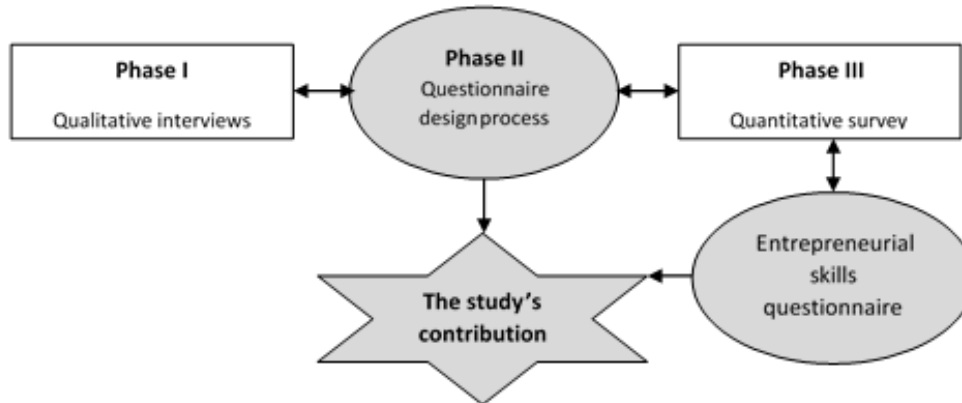 Phase I
Qualitative interviews
Phase II
Questionnaire
design process
Phase III
Quantitative survey
Entrepreneurial
skills
questionnaire
The study's
contribution